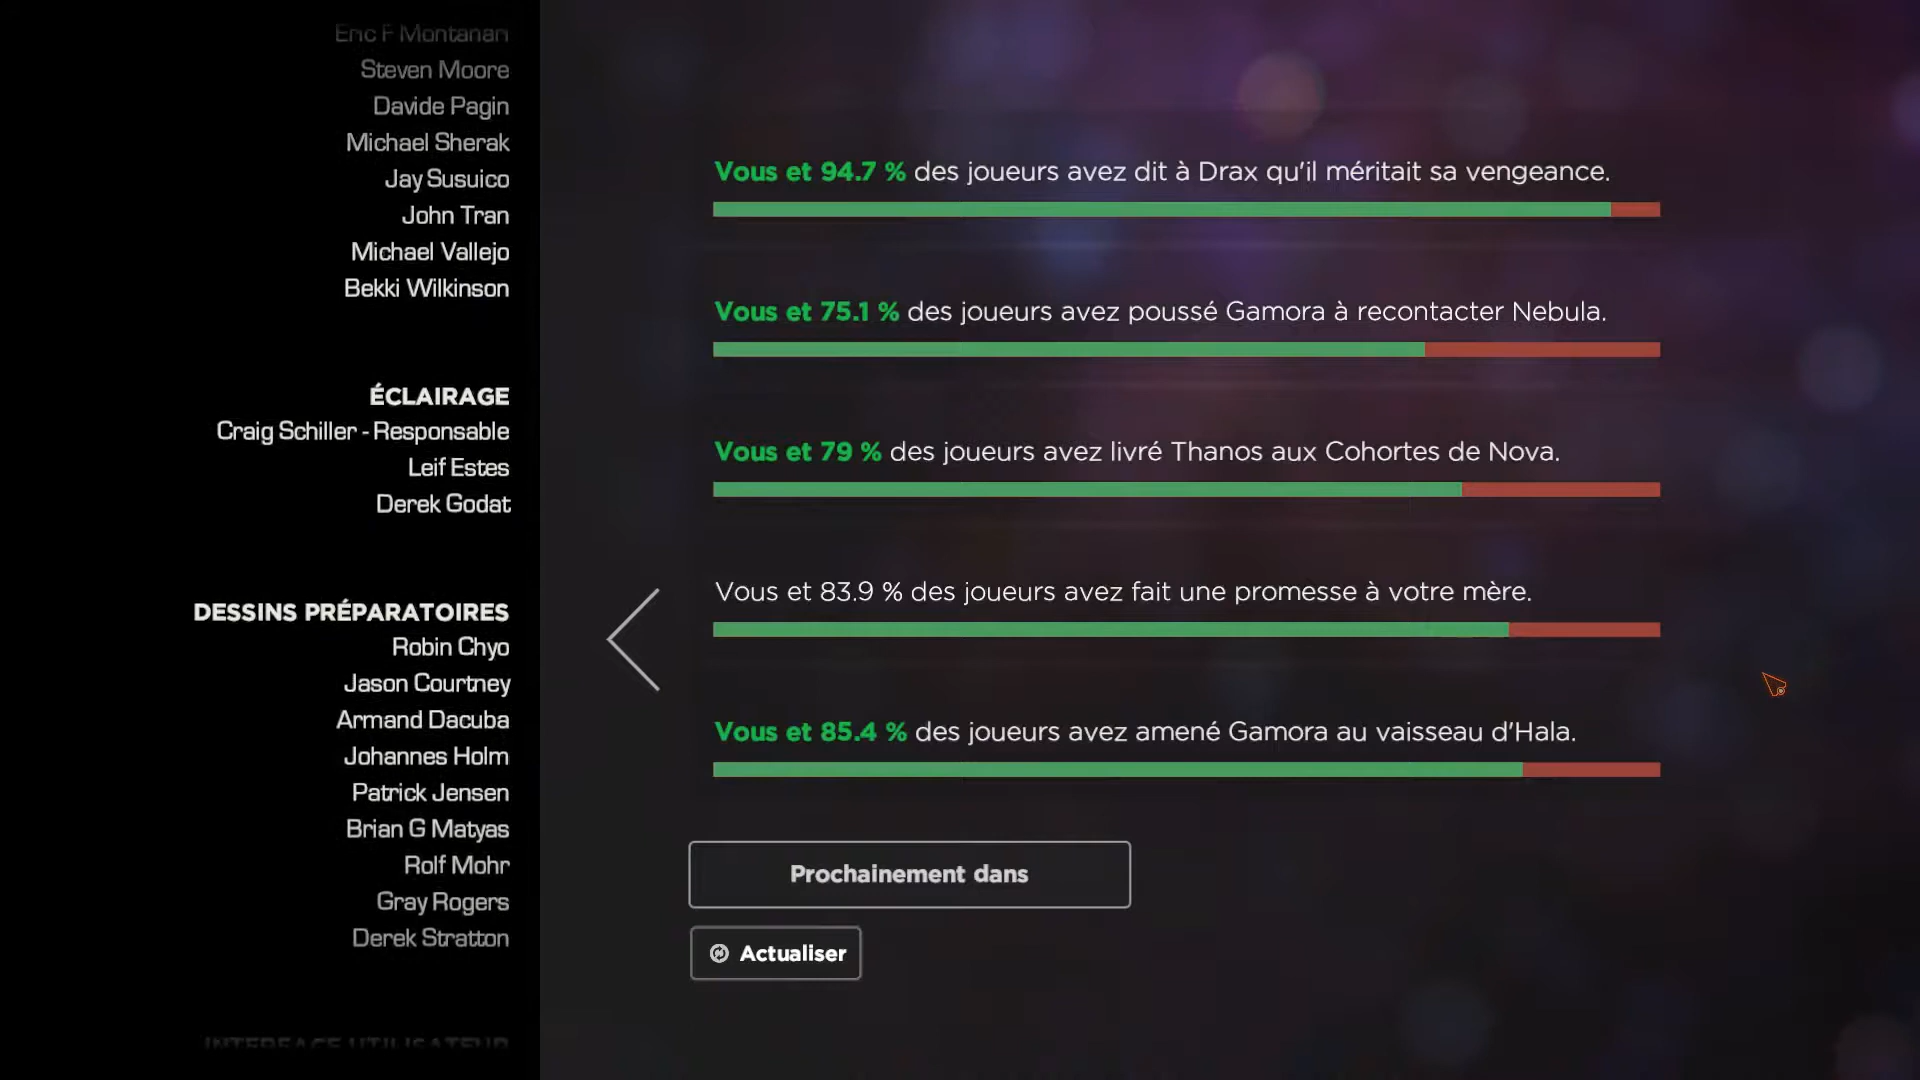 Eric F Montanari
Steven Moore
Davide Pagin
Michael Sherak
Jay Susuico
John Tran
Michael Vallejo
Bekki Wilkinson
ÉCLAIRAGE
Craig Schiller - Responsable
Leif Estes
Derek Godat
DESSINS PRÉPARATOIRES
Robin Chyo
Jason Courtney
Armand Dacuba
Johannes Holm
Patrick Jensen
Brian G Matyas
Rolf Mohr
Gray Rogers
Derek Stratton
INTERFACE UTILISATEUR
Vous et 94.7 % des joueurs avez dit à Drax qu'il méritait sa vengeance.
Vous et 75.1 % des joueurs avez poussé Gamora à recontacter Nebula.
Vous et 79 % des joueurs avez livré Thanos aux Cohortes de Nova.
Vous et 83.9 % des joueurs avez fait une promesse à votre mère.
Vous et 85.4 % des joueurs avez amené Gamora au vaisseau d'Hala.
Prochainement dans
Actualiser